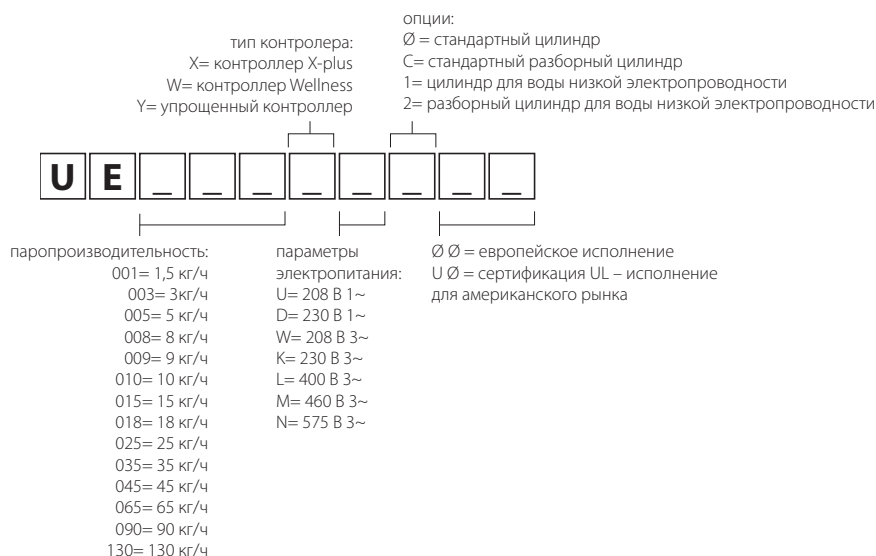 опции:
Ø = стандартный цилиндр
C= стандартный разборный цилиндр
1= цилиндр для воды низкой электропроводности
2= разборный цилиндр для воды низкой электропроводности
тип контролера:
X= контроллер X-plus
W= контроллер Wellness
Y= упрощенный контроллер
U E _ _ _ _ _ _ _ _
паропроизводительность:
001= 1,5 кг/ч
003= 3кг/ч
005= 5 кг/ч
008= 8 кг/ч
009= 9 кг/ч
010= 10 кг/ч
015= 15 кг/ч
018= 18 кг/ч
025= 25 кг/ч
035= 35 кг/ч
045= 45 кг/ч
065= 65 кг/ч
090= 90 кг/ч
130= 130 кг/ч
параметры
электропитания:
U= 208 В 1~
D= 230 В 1~
W= 208 В 3~
K= 230 В 3~
L= 400 В 3~
M= 460 В 3~
N= 575 В 3~
Ø Ø = европейское исполнение
U Ø = сертификация UL – исполнение
для американского рынка